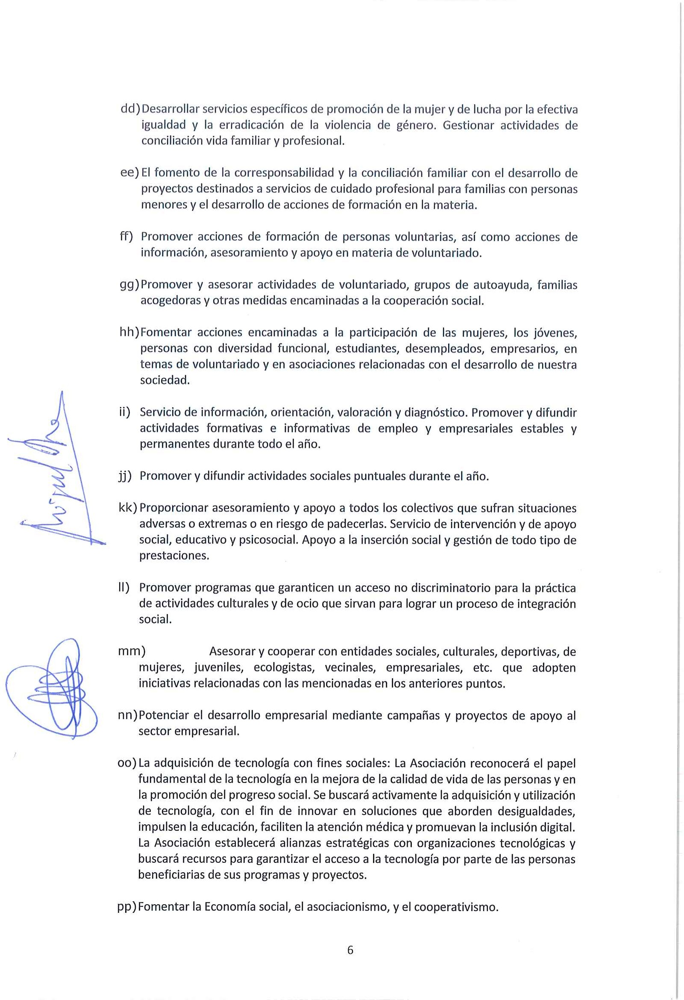 dd) Desarrollar servicios específicos de promoción de la mujer y de lucha por la efectiva
igualdad y la erradicación de la violencia de género. Gestionar actividades de
conciliación vida familiar y profesional.
ee) El fomento de la corresponsabilidad y la conciliación familiar con el desarrollo de
proyectos destinados a servicios de cuidado profesional para familias con personas
menores y el desarrollo de acciones de formación en la materia.
ff) Promover acciones de formación de personas voluntarias, así como acciones de
información, asesoramiento y apoyo en materia de voluntariado.
gg) Promover y asesorar actividades de voluntariado, grupos de autoayuda, familias
acogedoras y otras medidas encaminadas a la cooperación social.
hh) Fomentar acciones encaminadas a la participación de las mujeres, los jóvenes,
personas con diversidad funcional, estudiantes, desempleados, empresarios, en
temas de voluntariado y en asociaciones relacionadas con el desarrollo de nuestra
sociedad.
ii) Servicio de información, orientación, valoración y diagnóstico. Promover y difundir
actividades formativas e informativas de empleo y empresariales estables y
permanentes durante todo el año.
jj) Promover y difundir actividades sociales puntuales durante el año.
kk) Proporcionar asesoramiento y apoyo a todos los colectivos que sufran situaciones
adversas o extremas o en riesgo de padecerlas. Servicio de intervención y de apoyo
social, educativo y psicosocial. Apoyo a la inserción social y gestión de todo tipo de
prestaciones.
ll) Promover programas que garanticen un acceso no discriminatorio para la práctica
de actividades culturales y de ocio que sirvan para lograr un proceso de integración
social.
mm) Asesorar y cooperar con entidades sociales, culturales, deportivas, de
mujeres, juveniles, ecologistas, vecinales, empresariales, etc. que adopten
iniciativas relacionadas con las mencionadas en los anteriores puntos.
nn) Potenciar el desarrollo empresarial mediante campañas y proyectos de apoyo al
sector empresarial.
oo) La adquisición de tecnología con fines sociales: La Asociación reconocerá el papel
fundamental de la tecnología en la mejora de la calidad de vida de las personas y en
la promoción del progreso social. Se buscará activamente la adquisición y utilización
de tecnología, con el fin de innovar en soluciones que aborden desigualdades,
impulsen la educación, faciliten la atención médica y promuevan la inclusión digital.
La Asociación establecerá alianzas estratégicas con organizaciones tecnológicas y
buscará recursos para garantizar el acceso a la tecnología por parte de las personas
beneficiarias de sus programas y proyectos.
pp) Fomentar la Economía social, el asociacionismo, y el cooperativismo.
6